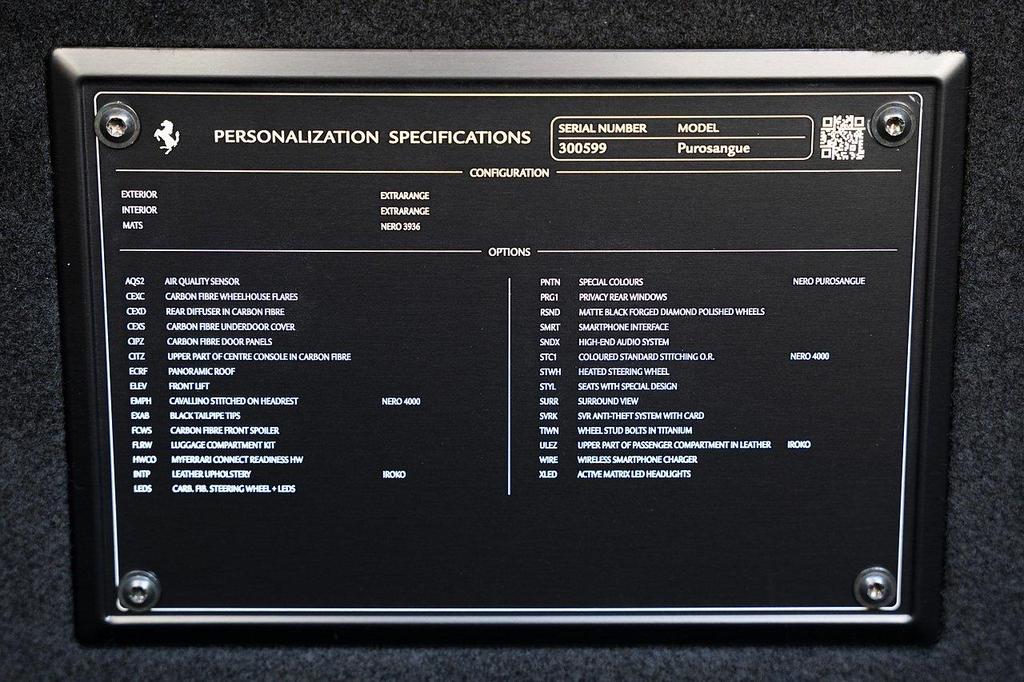 PERSONALIZATION SPECIFICATIONS
SERIAL NUMBER MODEL
300599 Purosangue
CONFIGURATION
EXTERIOR EXTRARANGE
INTERIOR EXTRARANGE
MATS NERO 3936
OPTIONS
AQS2 AIR QUALITY SENSOR
CEXC CARBON FIBRE WHEELHOUSE FLARES
CEXD REAR DIFFUSER IN CARBON FIBRE
CEXS CARBON FIBRE UNDERDOOR COVER
CIPZ CARBON FIBRE DOOR PANELS
CITZ UPPER PART OF CENTRE CONSOLE IN CARBON FIBRE
ECRF PANORAMIC ROOF
ELEV FRONT LIFT
EMPH CAVALLINO STITCHED ON HEADREST NERO 4000
EXAB BLACK TAILPIPE TIPS
FCWS CARBON FIBRE FRONT SPOILER
FLRW LUGGAGE COMPARTMENT KIT
HWCO MYFERRARI CONNECT READINESS HW
INTP LEATHER UPHOLSTERY IROKO
LEDS CARB. FIB. STEERING WHEEL + LEDS
PNTN SPECIAL COLOURS NERO PUROSANGUE
PRG1 PRIVACY REAR WINDOWS
RSND MATTE BLACK FORGED DIAMOND POLISHED WHEELS
SMRT SMARTPHONE INTERFACE
SNDX HIGH-END AUDIO SYSTEM
STC1 COLOURED STANDARD STITCHING O.R. NERO 4000
STWH HEATED STEERING WHEEL
STYL SEATS WITH SPECIAL DESIGN
SURR SURROUND VIEW
SVRK SVR ANTI-THEFT SYSTEM WITH CARD
TIWN WHEEL STUD BOLTS IN TITANIUM
ULEZ UPPER PART OF PASSENGER COMPARTMENT IN LEATHER IROKO
WIRE WIRELESS SMARTPHONE CHARGER
XLED ACTIVE MATRIX LED HEADLIGHTS